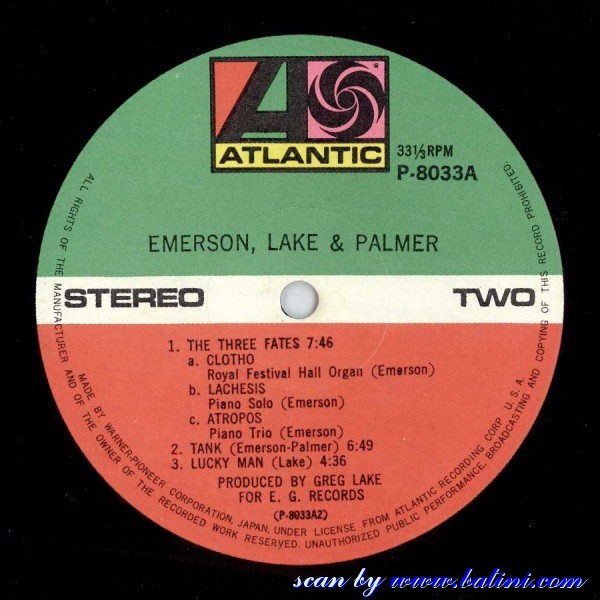 ATLANTIC
33⅓ RPM
P-8033A
EMERSON, LAKE & PALMER
STEREO
TWO
1. THE THREE FATES 7:46
a. CLOTHO
Royal Festival Hall Organ (Emerson)
b. LACHESIS
Piano Solo (Emerson)
c. ATROPOS
Piano Trio (Emerson)
2. TANK (Emerson-Palmer) 6:49
3. LUCKY MAN (Lake) 4:36
PRODUCED BY GREG LAKE
FOR E. G. RECORDS
(P-8033A2)
MADE BY WARNER-PIONEER CORPORATION, JAPAN, UNDER LICENSE FROM ATLANTIC RECORDING CORP. U. S. A.
ALL RIGHTS OF THE MANUFACTURER AND OF THE OWNER OF THE RECORDED WORK RESERVED. UNAUTHORIZED PUBLIC PERFORMANCE, BROADCASTING AND COPYING OF THIS RECORD PROHIBITED.
scan by www.batini.com